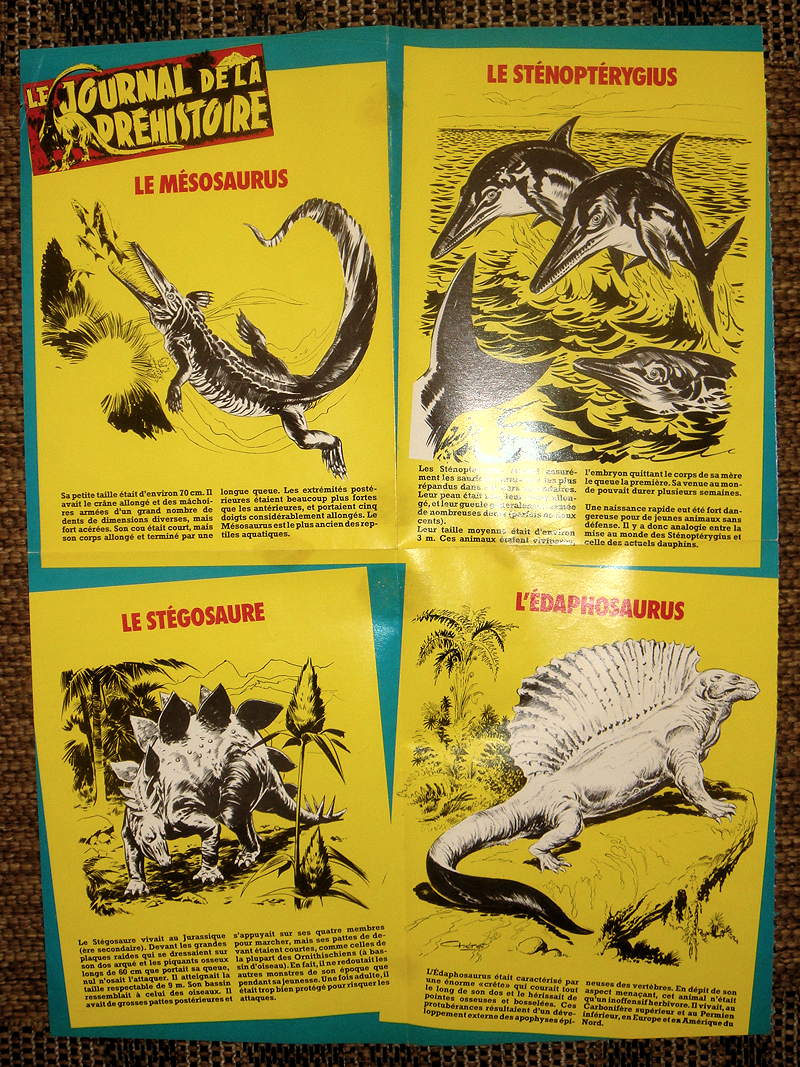 LE JOURNAL DE LA
PRÉHISTOIRE
LE MÉSOSAURUS
Sa petite taille était d'environ 70 cm. Il
avait le crâne allongé et des mâchoi-
res armées d'un grand nombre de
dents de dimensions diverses, mais
fort acérées. Son cou était court, mais
son corps allongé et terminé par une
longue queue. Les extrémités posté-
rieures étaient beaucoup plus fortes
que les antérieures, et portaient cinq
doigts considérablement allongés. Le
Mésosaurus est le plus ancien des rep-
tiles aquatiques.
LE STÉNOPTÉRYGIUS
Les
ment les
répandus dans
Leur peau était
gé, et leur gueule armée
de nombreuses
cents).
Leur taille moyenne était d'environ
3 m. Ces animaux étaient vivipares,
l'embryon quittant le corps de sa mère
la queue la première. Sa venue au mon-
de pouvait durer plusieurs semaines.
Une naissance rapide eut été fort dan-
gereuse pour de jeunes animaux sans
défense. Il y a donc analogie entre la
mise au monde des Sténoptérygius et
celle des actuels dauphins.
LE STÉGOSAURE
Le Stégosaure vivait au Jurassique
(ère secondaire). Devant les grandes
plaques raides qui se dressaient sur
son dos arqué et les piquants osseux
longs de 60 cm que portait sa queue,
nul n'osait l'attaquer. Il atteignait la
taille respectable de 9 m. Son bassin
ressemblait à celui des oiseaux. Il
avait de grosses pattes postérieures et
s'appuyait sur ses quatre membres
pour marcher, mais ses pattes de de-
vant étaient courtes, comme celles de
la plupart des Ornithischiens (à bas-
sin d'oiseau). En fait, il ne redoutait les
autres monstres de son époque que
pendant sa jeunesse. Une fois adulte, il
était trop bien protégé pour risquer les
attaques.
L'ÉDAPHOSAURUS
L'Édaphosaurus était caractérisé par
une énorme «crête» qui courait tout
le long de son dos et le hérissait de
pointes osseuses et bosselées. Ces
protubérances résultaient d'un déve-
loppement externe des apophyses épi-
neuses des vertèbres. En dépit de son
aspect menaçant, cet animal n'était
qu'un inoffensif herbivore. Il vivait, au
Carbonifère supérieur et au Permien
inférieur, en Europe et en Amérique du
Nord.